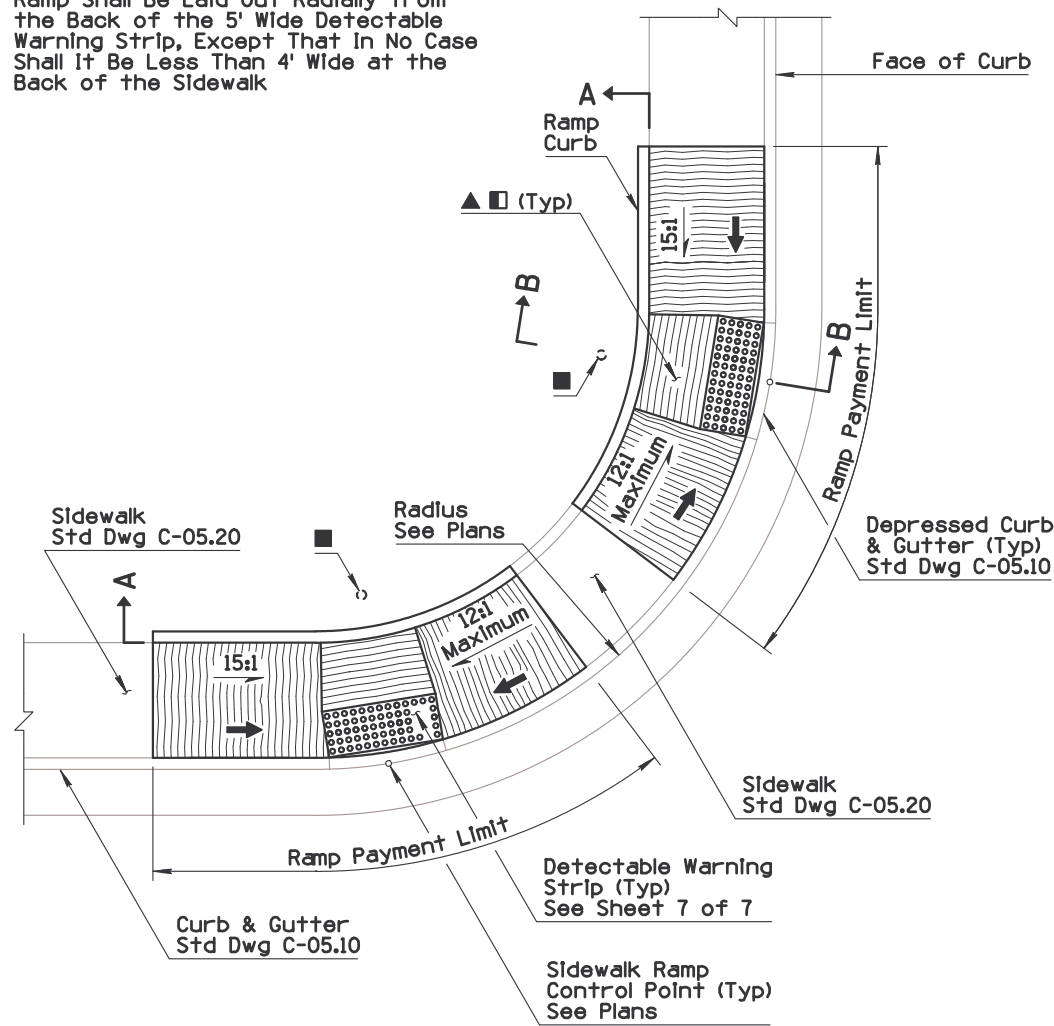 Ramp Shall Be Laid Out Radially from
the Back of the 5' Wide Detectable
Warning Strip, Except That In No Case
Shall It Be Less Than 4' Wide at the
Back of the Sidewalk
Face of Curb
A
Ramp
Curb
(Typ)
15:1
B
B
Ramp Payment Limit
12:1
Maximum
Radius
See Plans
Sidewalk
Std Dwg C-05.20
Depressed Curb
& Gutter (Typ)
Std Dwg C-05.10
A
12:1
Maximum
15:1
Sidewalk
Std Dwg C-05.20
Ramp Payment Limit
Detectable Warning
Strip (Typ)
See Sheet 7 of 7
Curb & Gutter
Std Dwg C-05.10
Sidewalk Ramp
Control Point (Typ)
See Plans